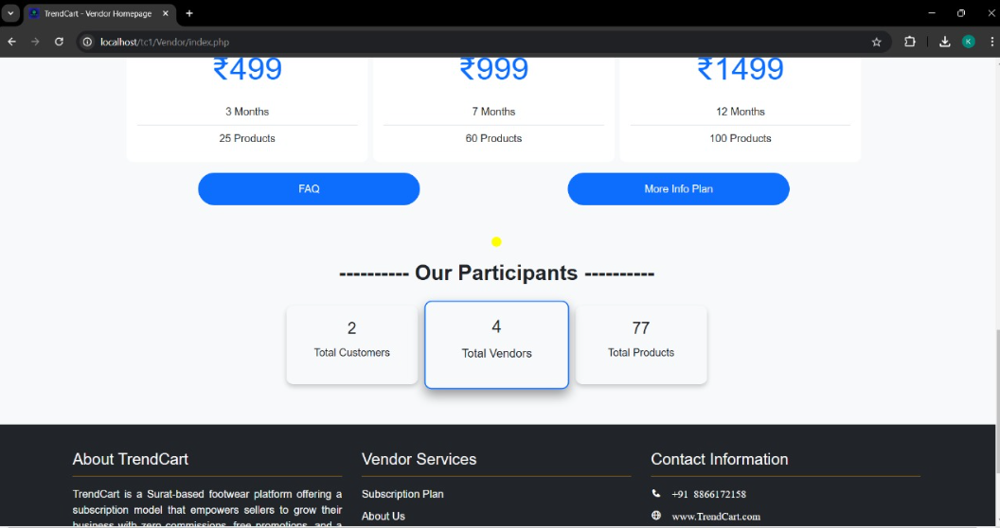 TrendCart - Vendor Homepage
localhost/tc1/Vendor/index.php
K
₹499
₹999
₹1499
3 Months
7 Months
12 Months
25 Products
60 Products
100 Products
FAQ
More Info Plan
---------- Our Participants ----------
2
4
77
Total Customers
Total Vendors
Total Products
About TrendCart
Vendor Services
Contact Information
TrendCart is a Surat-based footwear platform offering a
Subscription Plan
+91 8866172158
subscription model that empowers sellers to grow their
About Us
www.TrendCart.com
business with zero commissions, free promotions, and a